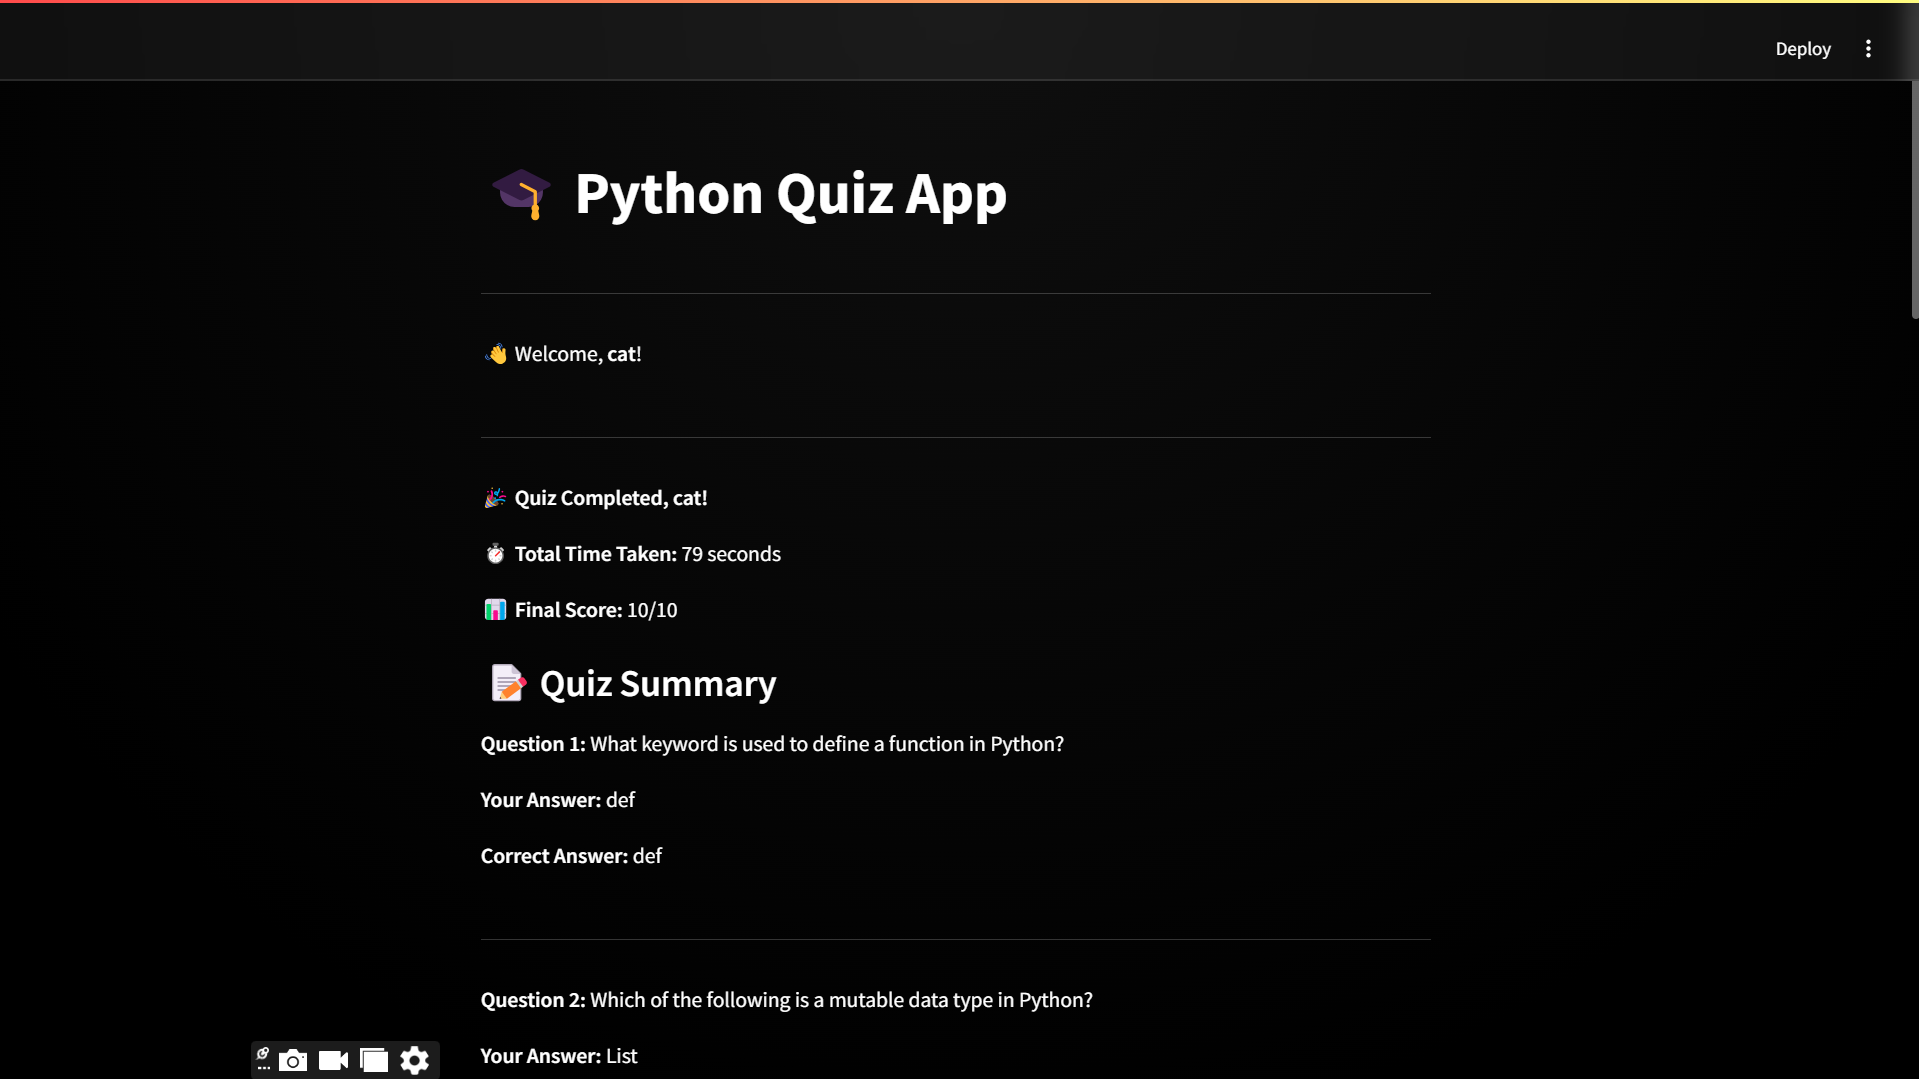 Deploy
Python Quiz App
👋 Welcome, cat!
🎉 Quiz Completed, cat!
⏱️ Total Time Taken: 79 seconds
📊 Final Score: 10/10
📝 Quiz Summary
Question 1: What keyword is used to define a function in Python?
Your Answer: def
Correct Answer: def
Question 2: Which of the following is a mutable data type in Python?
Your Answer: List